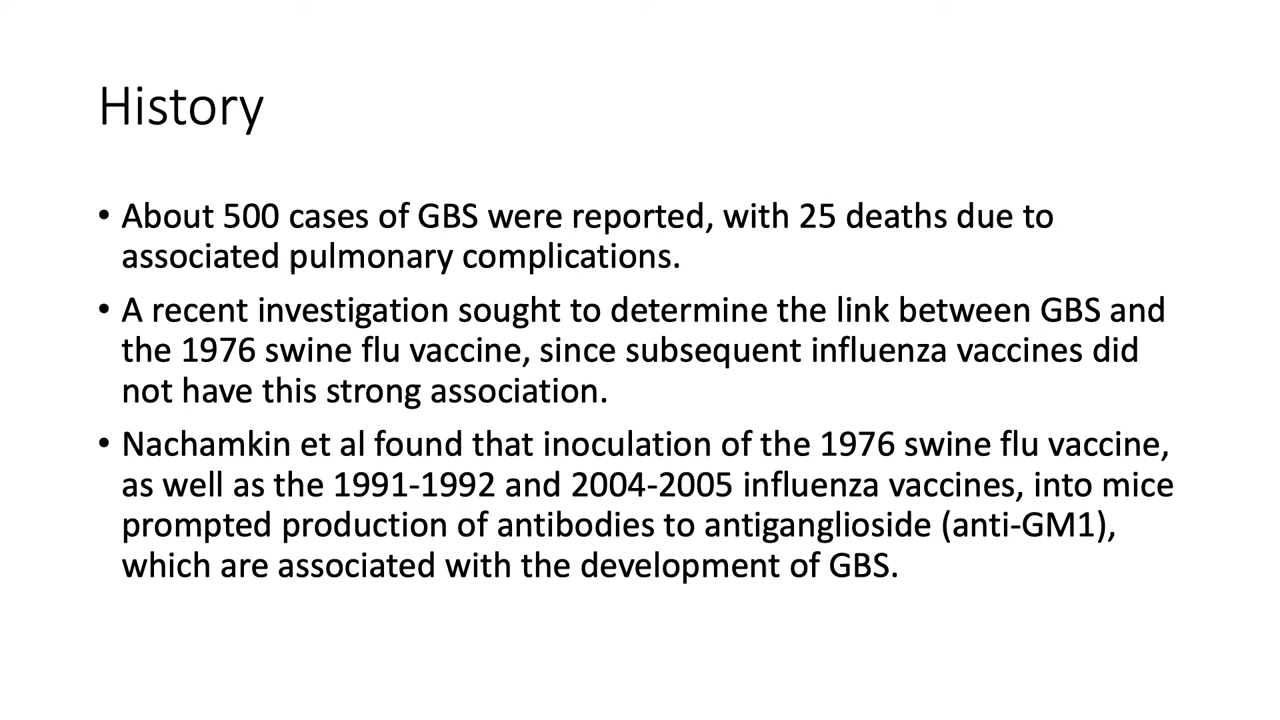 History
• About 500 cases of GBS were reported, with 25 deaths due to
associated pulmonary complications.
• A recent investigation sought to determine the link between GBS and
the 1976 swine flu vaccine, since subsequent influenza vaccines did
not have this strong association.
• Nachamkin et al found that inoculation of the 1976 swine flu vaccine,
as well as the 1991-1992 and 2004-2005 influenza vaccines, into mice
prompted production of antibodies to antiganglioside (anti-GM1),
which are associated with the development of GBS.